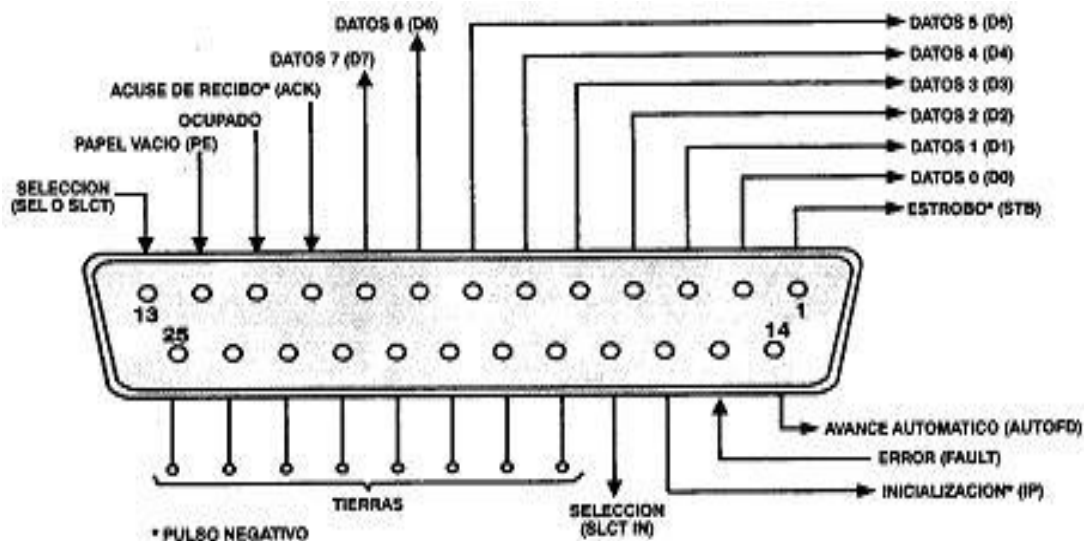 DATOS 6 (D6)
DATOS 5 (D5)
DATOS 7 (D7)
DATOS 4 (D4)
ACUSE DE RECIBO* (ACK)
DATOS 3 (D3)
OCUPADO
DATOS 2 (D2)
PAPEL VACIO (PE)
DATOS 1 (D1)
SELECCION
(SEL O SLCT)
DATOS 0 (D0)
ESTROBO* (STB)
13
1
25
14
AVANCE AUTOMATICO (AUTOFD)
ERROR (FAULT)
INICIALIZACION* (IP)
TIERRAS
SELECCION
(SLCT IN)
* PULSO NEGATIVO